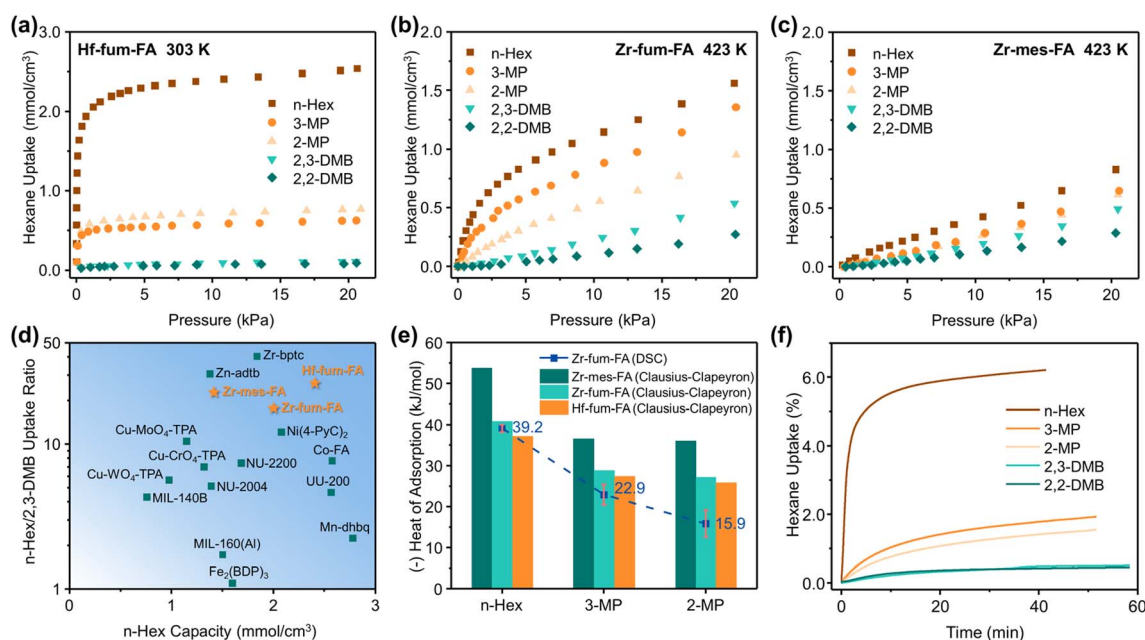 (a)
Hf-fum-FA 303 K
Hexane Uptake (mmol/cm³)
3.0
2.0
1.0
0.0
n-Hex
3-MP
2-MP
2,3-DMB
2,2-DMB
0 5 10 15 20
Pressure (kPa)
(b)
Zr-fum-FA 423 K
Hexane Uptake (mmol/cm³)
2.0
1.5
1.0
0.5
0.0
n-Hex
3-MP
2-MP
2,3-DMB
2,2-DMB
0 5 10 15 20
Pressure (kPa)
(c)
Zr-mes-FA 423 K
Hexane Uptake (mmol/cm³)
2.0
1.5
1.0
0.5
0.0
n-Hex
3-MP
2-MP
2,3-DMB
2,2-DMB
0 5 10 15 20
Pressure (kPa)
(d)
n-Hex/2,3-DMB Uptake Ratio
50
10
1
Zr-bptc
Zn-adtb
Hf-fum-FA
Zr-mes-FA
Zr-fum-FA
Cu-MoO₄-TPA
Ni(4-PyC)₂
Cu-CrO₄-TPA
Co-FA
NU-2200
Cu-WO₄-TPA
NU-2004
UU-200
MIL-140B
Mn-dhbq
MIL-160(Al)
Fe₂(BDP)₃
0 1 2 3
n-Hex Capacity (mmol/cm³)
(e)
(-) Heat of Adsorption (kJ/mol)
60
50
40
30
20
10
0
Zr-fum-FA (DSC)
Zr-mes-FA (Clausius-Clapeyron)
Zr-fum-FA (Clausius-Clapeyron)
Hf-fum-FA (Clausius-Clapeyron)
39.2
22.9
15.9
n-Hex 3-MP 2-MP
(f)
Hexane Uptake (%)
8.0
6.0
4.0
2.0
0.0
n-Hex
3-MP
2-MP
2,3-DMB
2,2-DMB
0 20 40 60
Time (min)